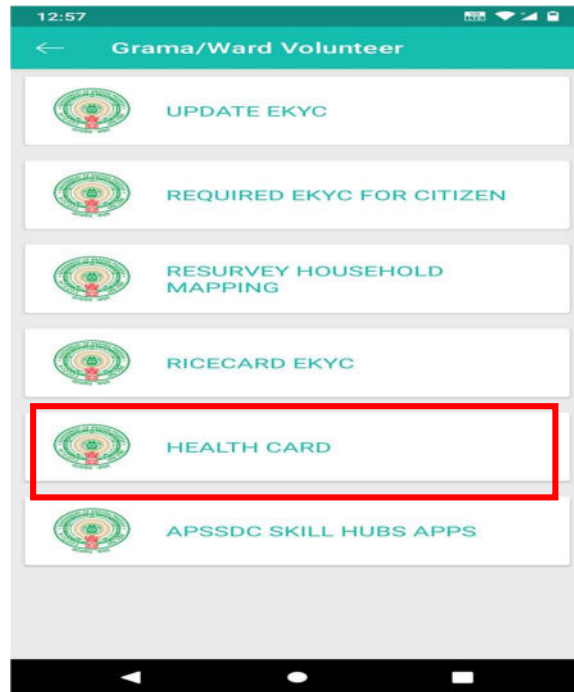 12:57
Grama/Ward Volunteer
UPDATE EKYC
REQUIRED EKYC FOR CITIZEN
RESURVEY HOUSEHOLD
MAPPING
RICECARD EKYC
HEALTH CARD
APSSDC SKILL HUBS APPS